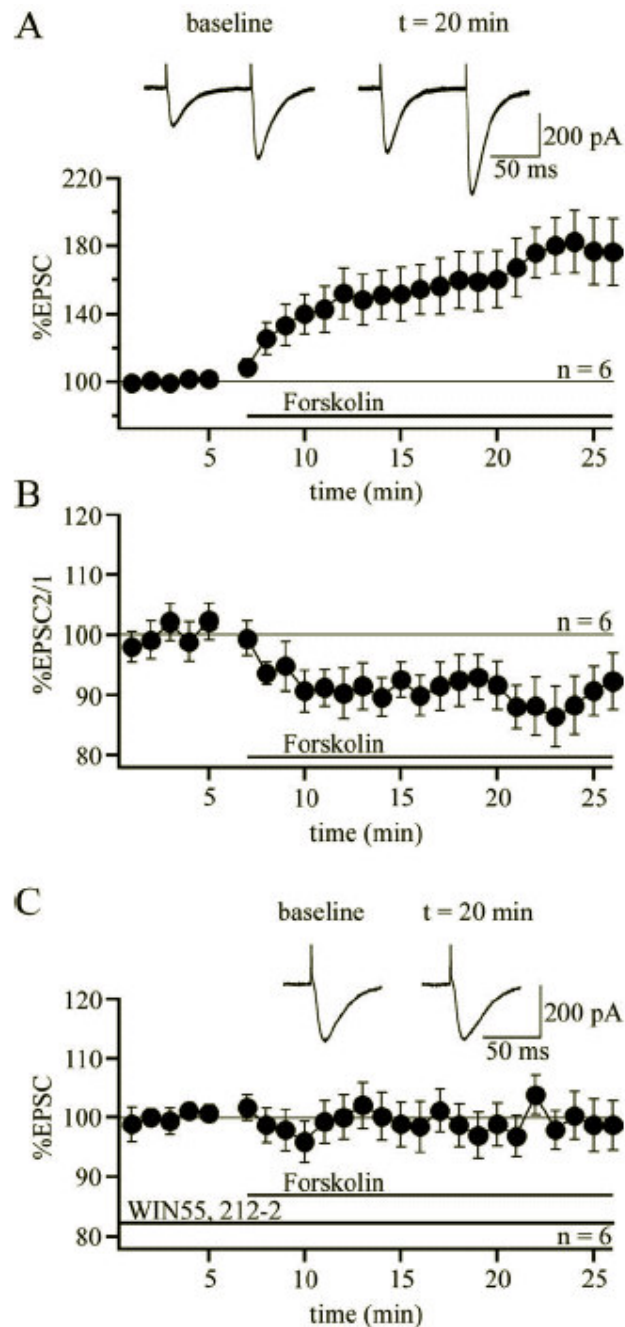 A
baseline t = 20 min
200 pA
50 ms
220
180
140
100
%EPSC
n = 6
Forskolin
5 10 15 20 25
time (min)
B
120
110
100
90
80
%EPSC2/1
n = 6
Forskolin
5 10 15 20 25
time (min)
C
baseline t = 20 min
200 pA
50 ms
120
110
100
90
80
%EPSC
Forskolin
WIN55, 212-2
n = 6
5 10 15 20 25
time (min)